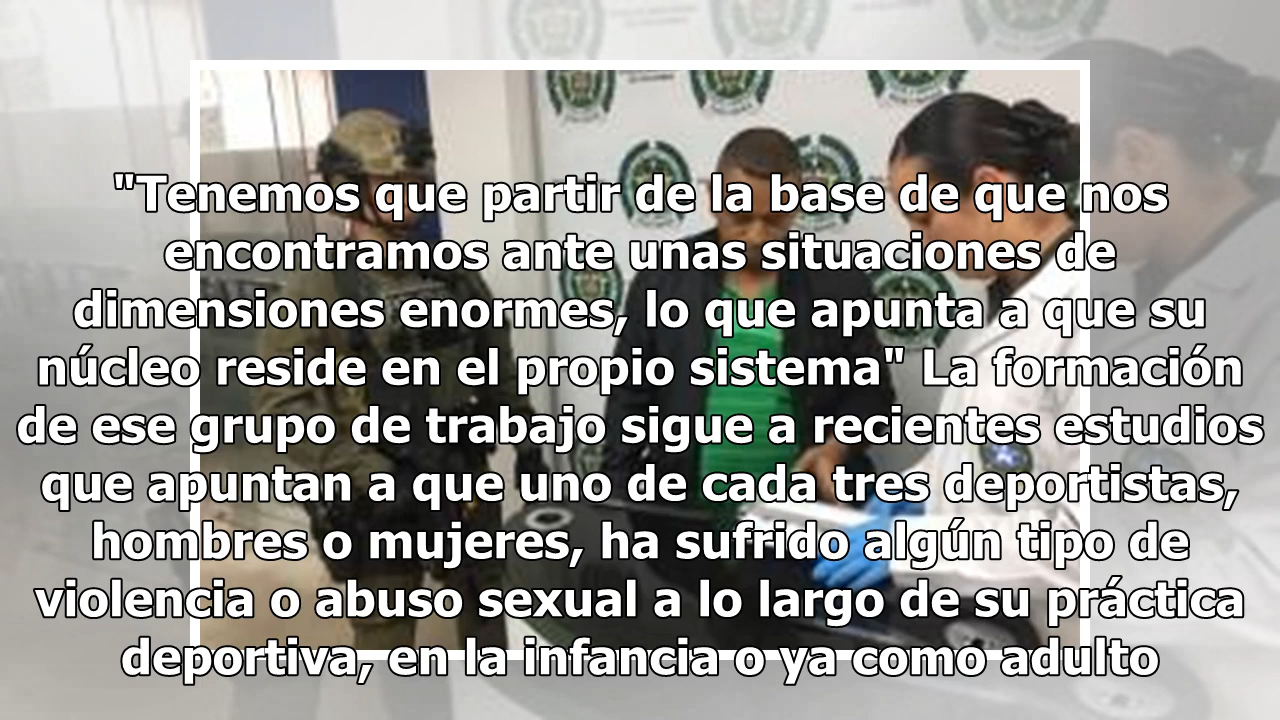 "Tenemos que partir de la base de que nos
encontramos ante unas situaciones de
dimensiones enormes, lo que apunta a que su
núcleo reside en el propio sistema" La formación
de ese grupo de trabajo sigue a recientes estudios
que apuntan a que uno de cada tres deportistas,
hombres o mujeres, ha sufrido algún tipo de
violencia o abuso sexual a lo largo de su práctica
deportiva, en la infancia o ya como adulto